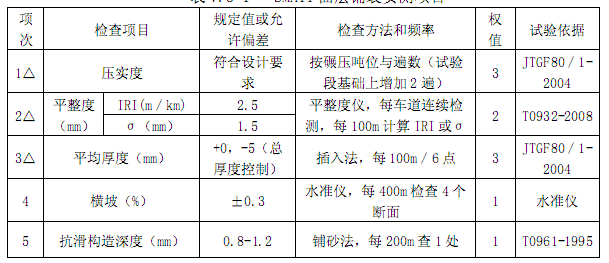 项次 检查项目 规定值或允许偏差 检查方法和频率 权值 试验依据
1△ 压实度 符合设计要求 按碾压吨位与遍数（试验段基础上增加2遍） 3 JTGF80/1-2004
2△ 平整度（mm） IRI(m/km) 2.5 平整度仪，每车道连续检测，每100m计算IRI或σ 2 T0932-2008
σ（mm） 1.5
3△ 平均厚度（mm） +0，-5（总厚度控制） 插入法，每100m/6点 3 JTGF80/1-2004
4 横坡（%） ±0.3 水准仪，每400m检查4个断面 1 水准仪
5 抗滑构造深度（mm） 0.8-1.2 铺砂法，每200m查1处 1 T0961-1995